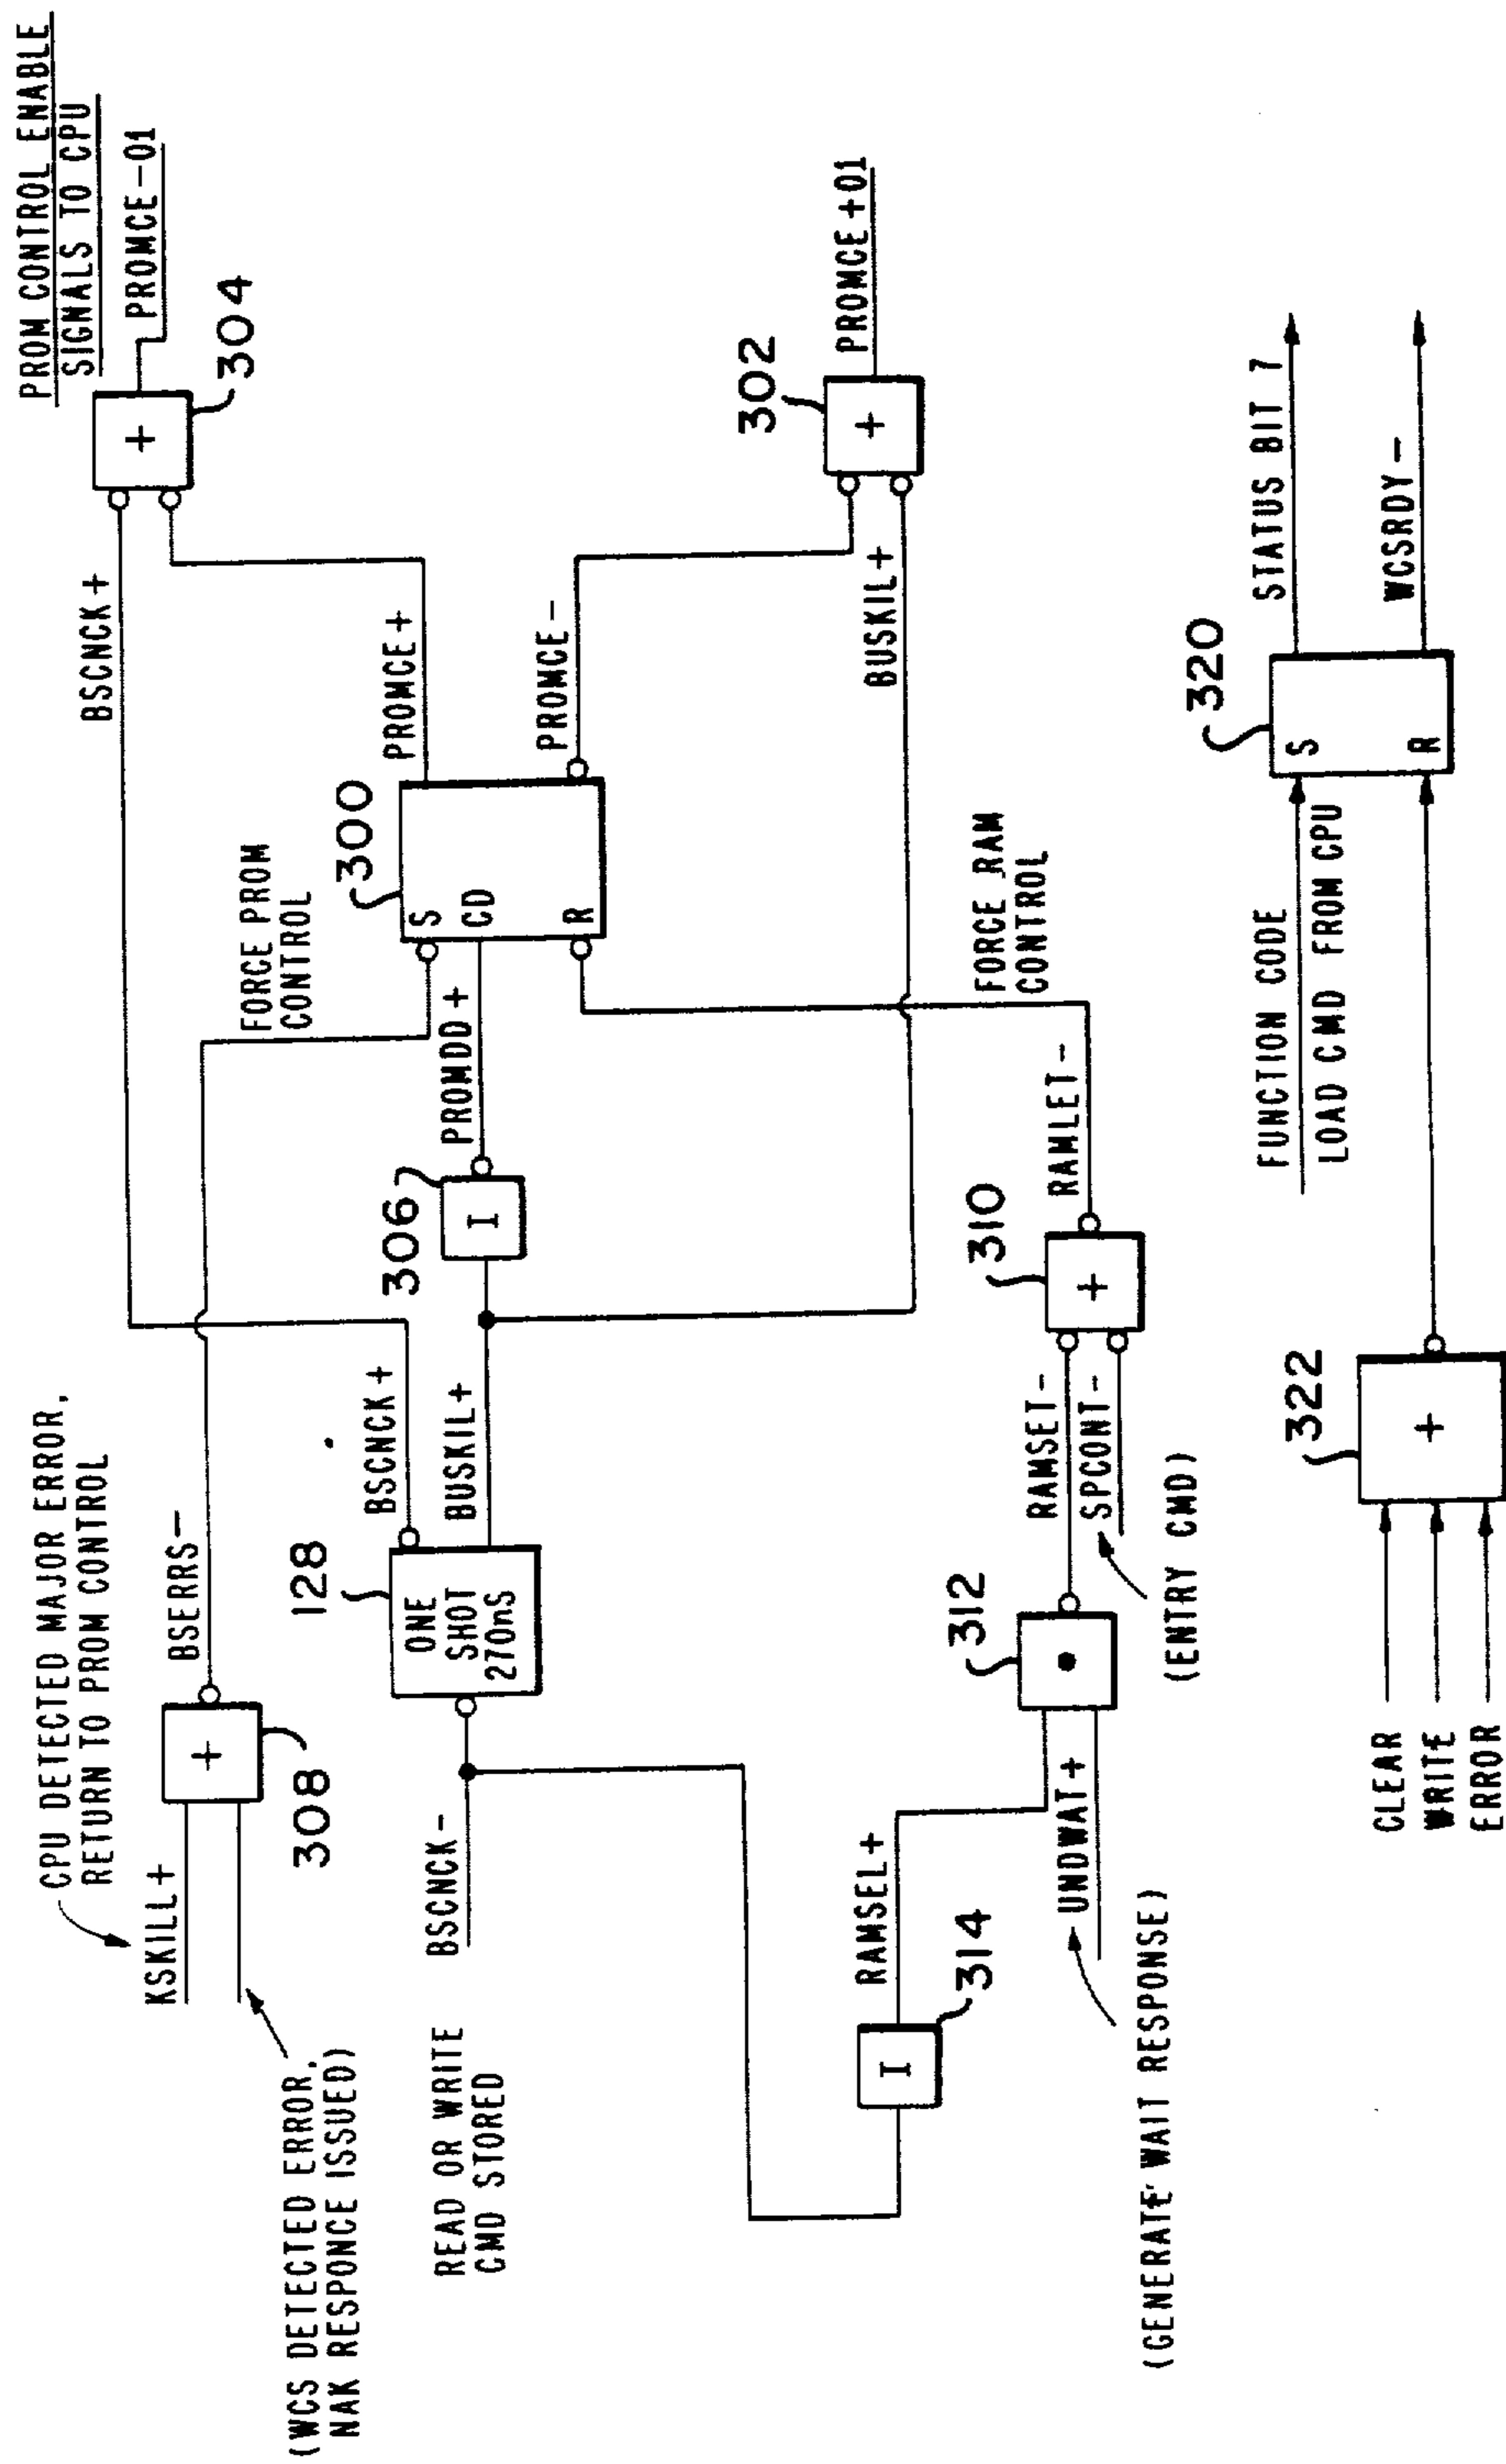 CPU DETECTED MAJOR ERROR,
RETURN TO PROM CONTROL
KSKILL+
(WCS DETECTED ERROR,
NAK RESPONCE ISSUED)
308
+
BSERRS-
FORCE PROM
CONTROL
BSCNCK+
PROM CONTROL ENABLE
SIGNALS TO CPU
PROMCE-01
+
304
READ OR WRITE
CMD STORED
BSCNCK-
128
ONE
SHOT
270nS
BSCNCK+
BUSKIL+
306
I
PROMDD+
300
S
CD
R
PROMCE+
PROMCE-
BUSKIL+
302
+
PROMCE+01
I
314
RAMSEL+
UNDWAT+
(GENERATE WAIT RESPONSE)
312
•
RAMSET-
SPCONT-
(ENTRY CMD)
310
+
RAMLET-
FORCE RAM
CONTROL
CLEAR
WRITE
ERROR
322
+
FUNCTION CODE
LOAD CMD FROM CPU
320
S
R
STATUS BIT 7
WCSRDY-